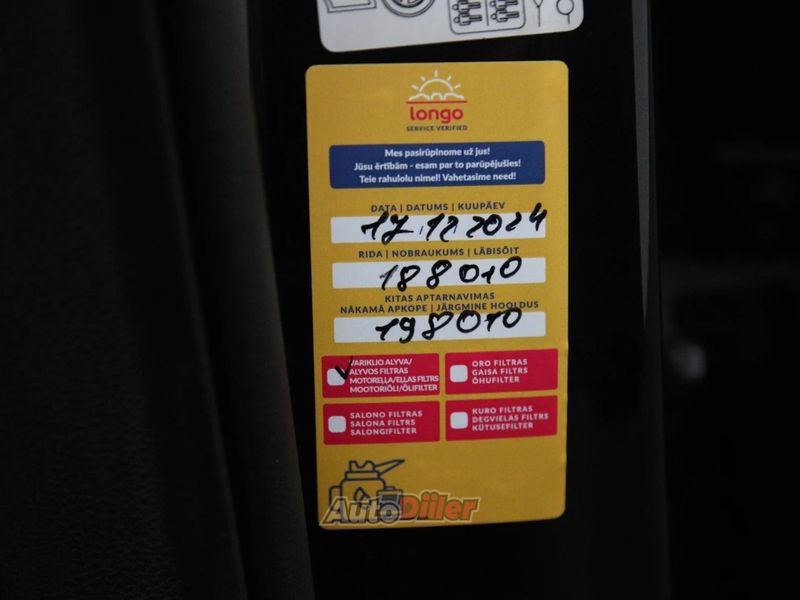 longo
SERVICE VERIFIED
Mes pasirūpinome už jus!
Jūsu ērtībām - esam par to parūpējušies!
Teie rahulolu nimel! Vahetasime need!
DATA | DATUMS | KUUPÄEV
17.12.2024
RIDA | NOBRAUKUMS | LÄBISÕIT
188010
KITAS APTARNAVIMAS
NĀKAMĀ APKOPE | JÄRGMINE HOOLDUS
198010
VARIKLIO ALYVA/
ALYVOS FILTRAS
MOTOREĻĻA/EĻĻAS FILTRS
MOOTORIÕLI/ÕLIFILTER
ORO FILTRAS
GAISA FILTRS
ÕHUFILTER
SALONO FILTRAS
SALONA FILTRS
SALONGIFILTER
KURO FILTRAS
DEGVIELAS FILTRS
KÜTUSEFILTER
AutoDiiler